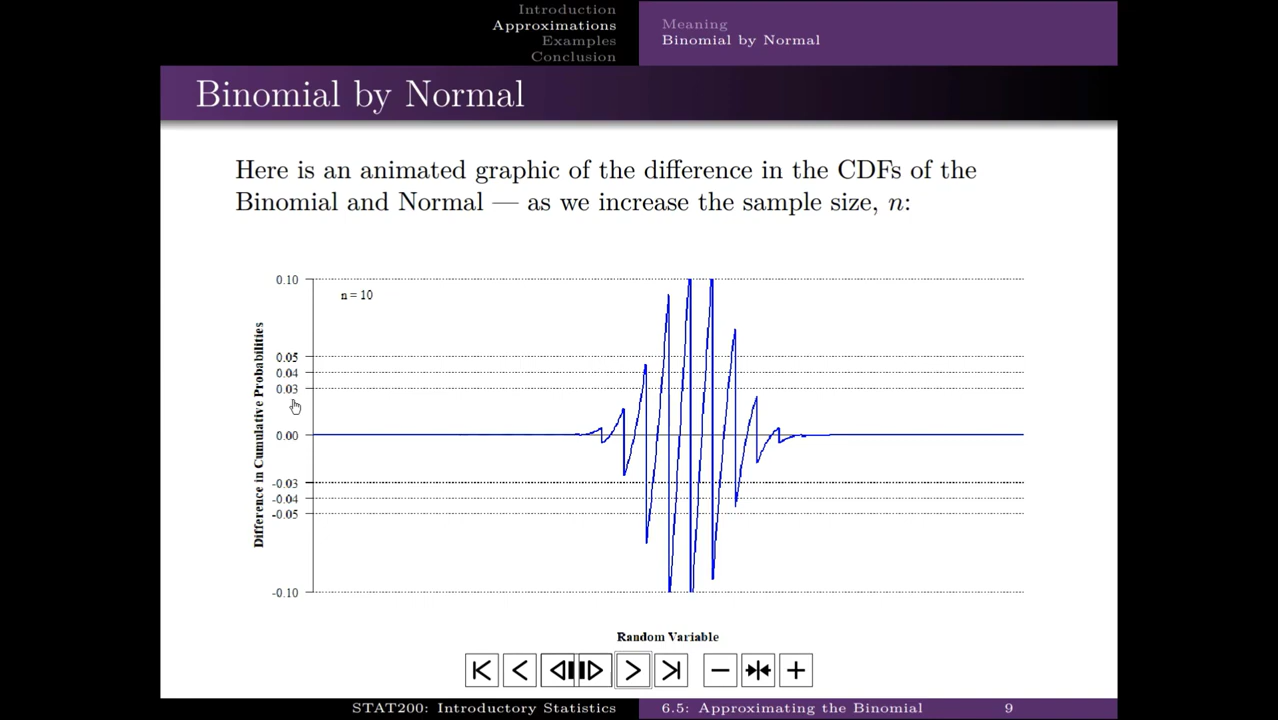 Introduction
Approximations
Examples
Conclusion
Meaning
Binomial by Normal
Binomial by Normal
Here is an animated graphic of the difference in the CDFs of the
Binomial and Normal — as we increase the sample size, n:
n = 10
Difference in Cumulative Probabilities
0.10
0.05
0.04
0.03
0.00
-0.03
-0.04
-0.05
-0.10
Random Variable
STAT200: Introductory Statistics
6.5: Approximating the Binomial
9